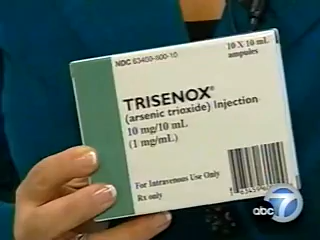 NDC 63459-600-10
10 X 10 mL
ampules
TRISENOX®
(arsenic trioxide) Injection
10 mg/10 mL
(1 mg/mL)
For Intravenous Use Only
Rx only
abc 7